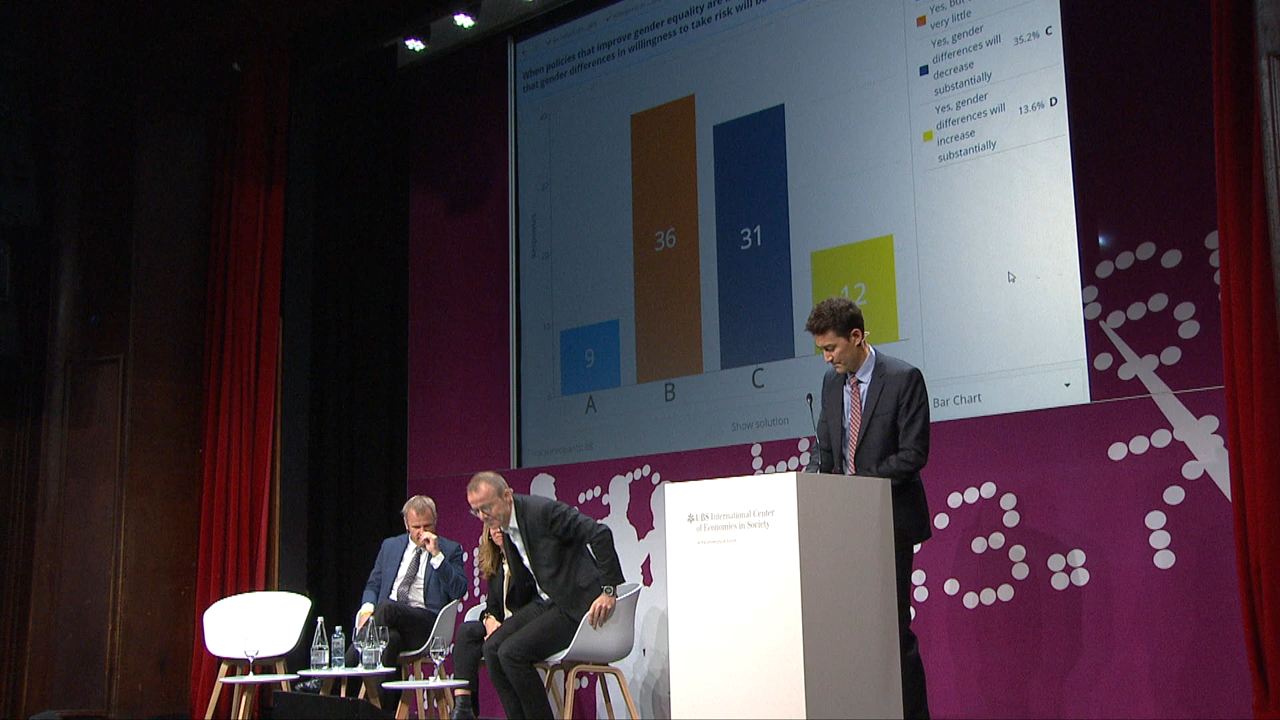 When policies that improve gender equality are
that gender differences in willingness to take risk will be
Yes, but
very little
Yes, gender
differences will
decrease
substantially
35.2% C
Yes, gender
differences will
increase
substantially
13.6% D
36
31
12
9
A
B
C
Show solution
Bar Chart
UBS International Center
of Economics in Society